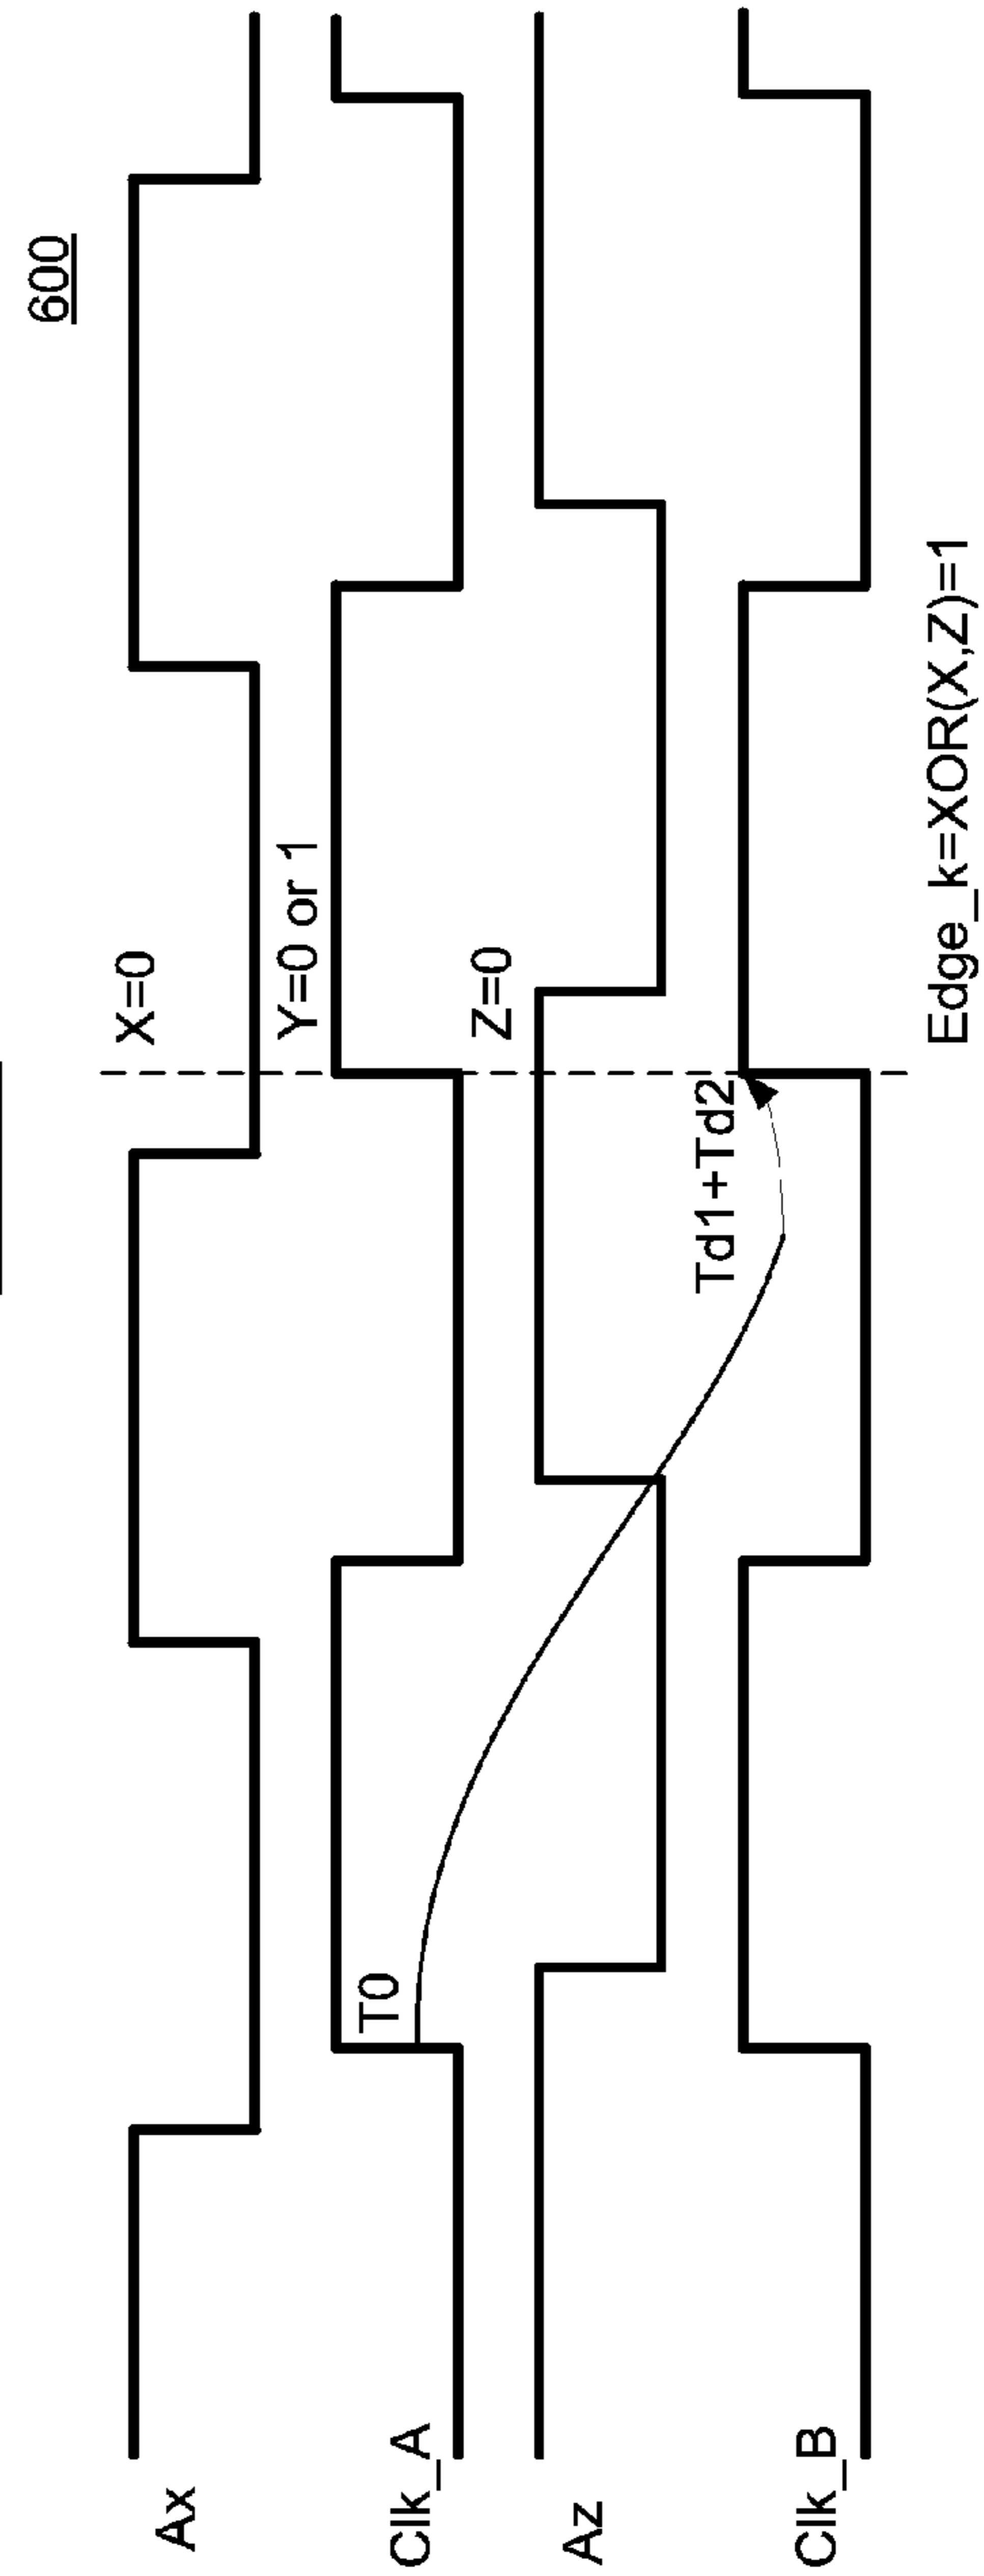 600
Ax
X=0
Clk_A
T0
Y=0 or 1
Az
Z=0
Clk_B
Td1+Td2
Edge_k=XOR(X,Z)=1